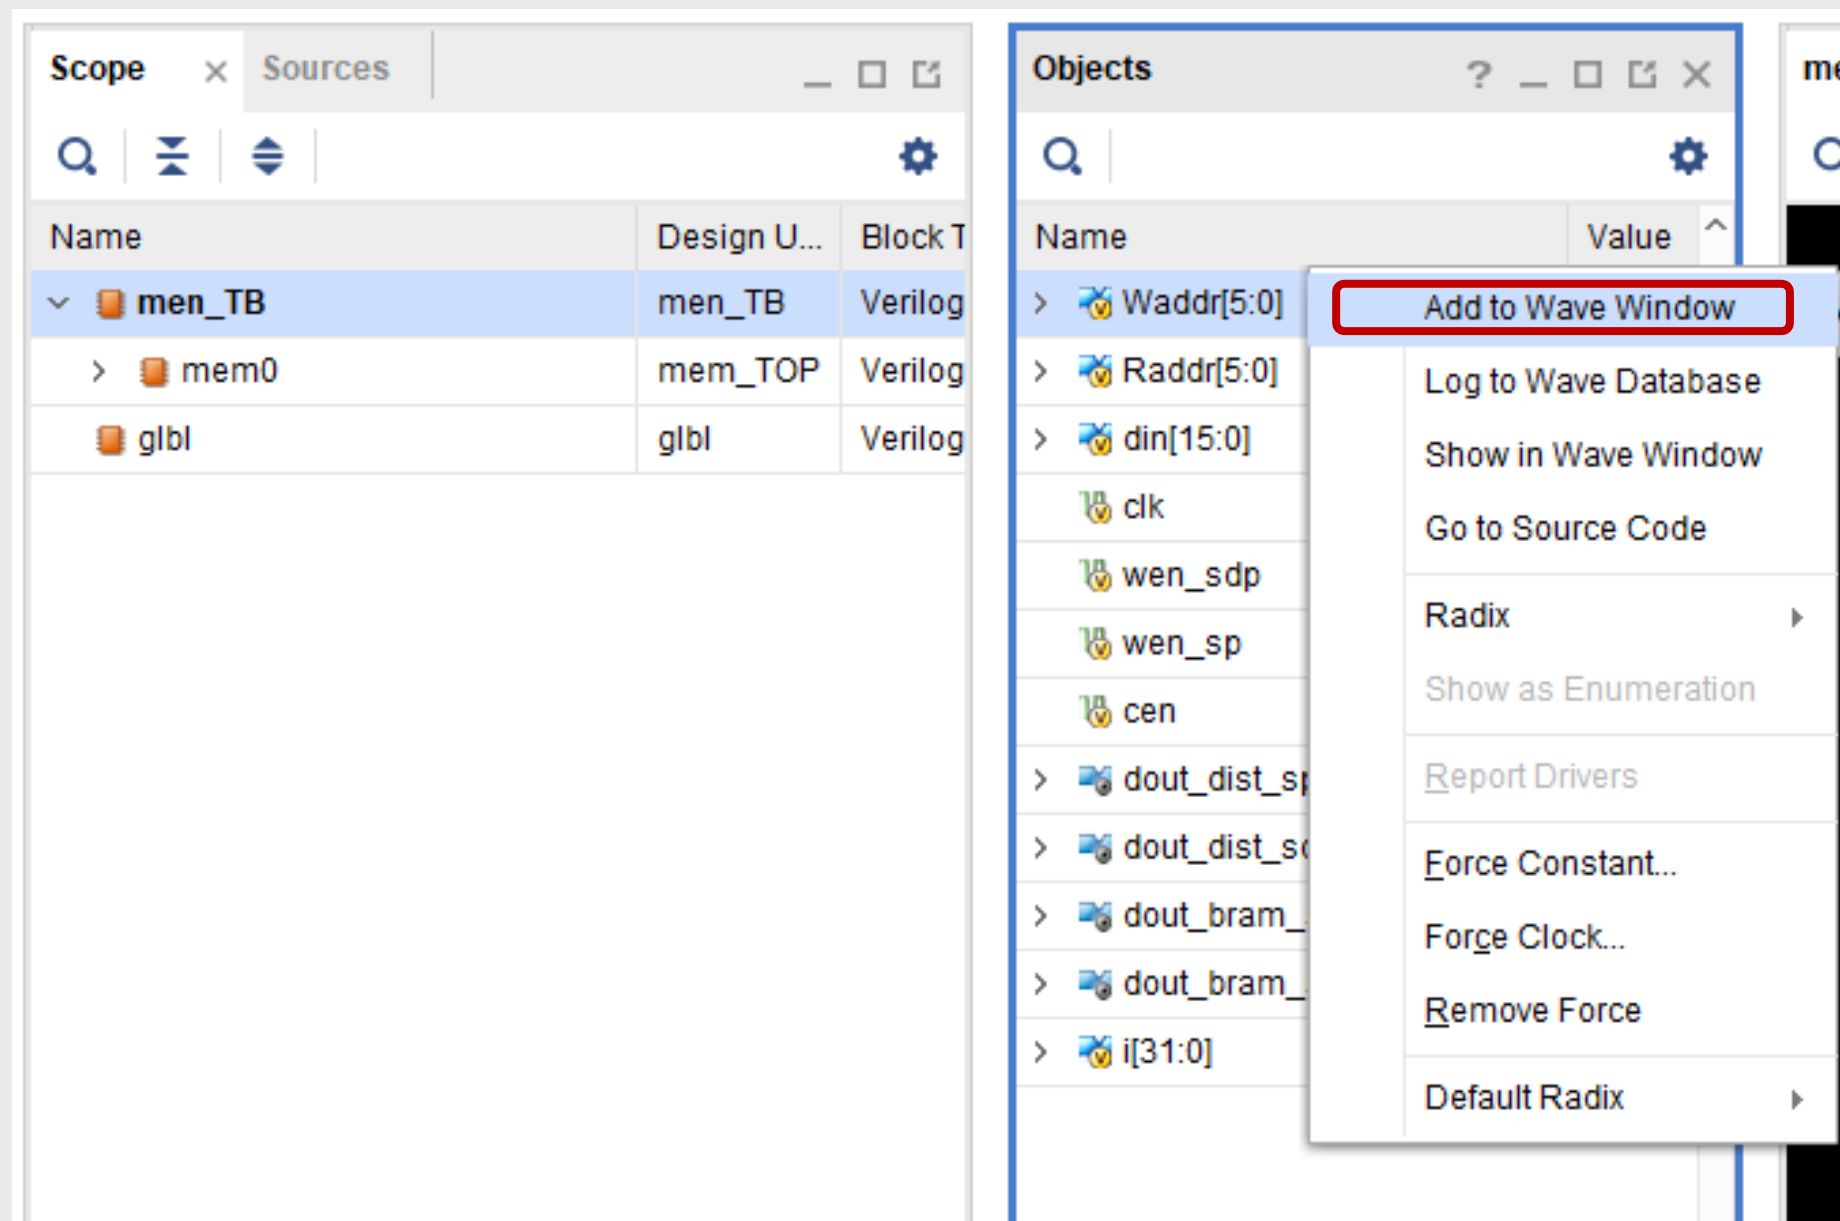 Scope
Sources
Name
Design U...
Block T
men_TB
men_TB
Verilog
mem0
mem_TOP
Verilog
glbl
glbl
Verilog
Objects
?
Name
Value
Waddr[5:0]
Raddr[5:0]
din[15:0]
clk
wen_sdp
wen_sp
cen
dout_dist_sp
dout_dist_sd
dout_bram_
dout_bram_
i[31:0]
Add to Wave Window
Log to Wave Database
Show in Wave Window
Go to Source Code
Radix
Show as Enumeration
Report Drivers
Force Constant...
Force Clock...
Remove Force
Default Radix
me